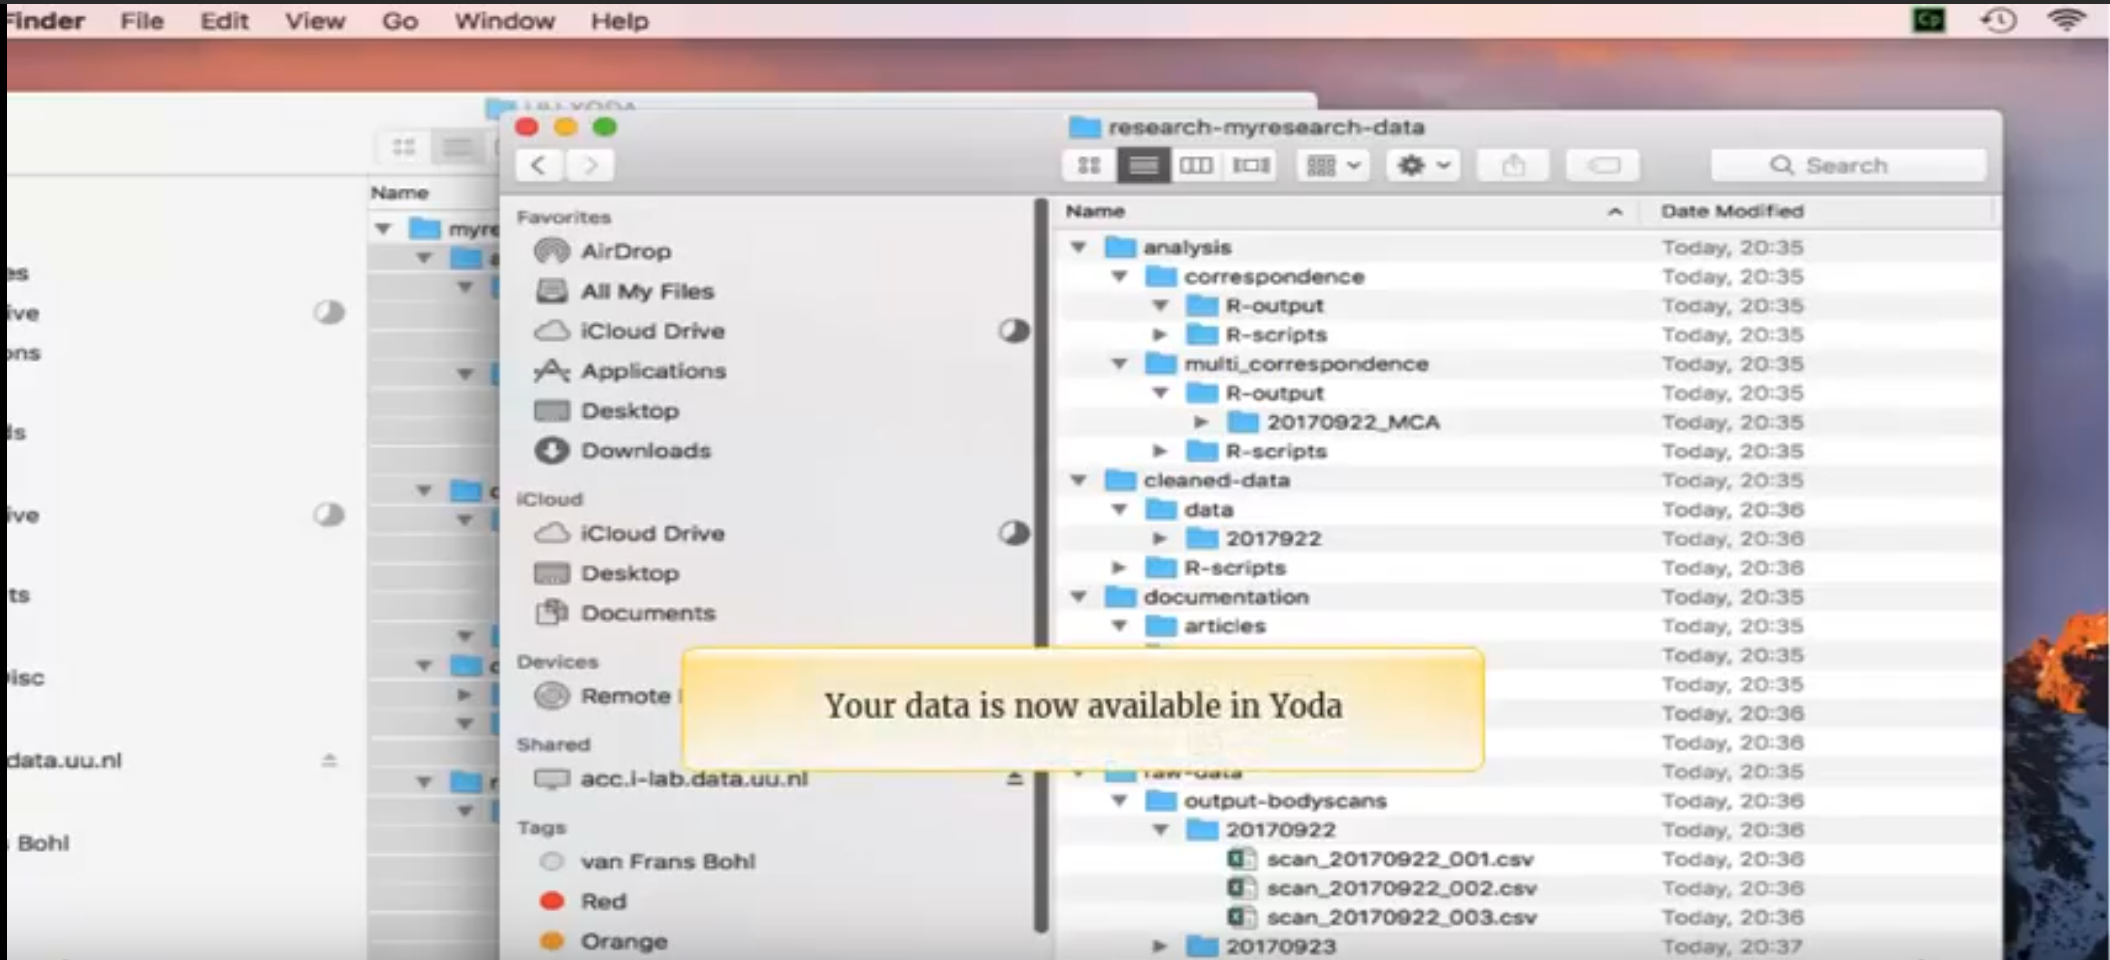 Finder File Edit View Go Window Help
UU-YODA
research-myresearch-data
Search
Name
myre
ive
ons
ive
ts
data.uu.nl
Bohl
Favorites
AirDrop
All My Files
iCloud Drive
Applications
Desktop
Downloads
iCloud
iCloud Drive
Desktop
Documents
Devices
Remote
Shared
acc.i-lab.data.uu.nl
Tags
van Frans Bohl
Red
Orange
Name Date Modified
analysis Today, 20:35
correspondence Today, 20:35
R-output Today, 20:35
R-scripts Today, 20:35
multi_correspondence Today, 20:35
R-output Today, 20:35
20170922_MCA Today, 20:35
R-scripts Today, 20:35
cleaned-data Today, 20:35
data Today, 20:36
2017922 Today, 20:36
R-scripts Today, 20:36
documentation Today, 20:35
articles Today, 20:35
Today, 20:35
Today, 20:35
Today, 20:36
Today, 20:36
raw-data Today, 20:35
output-bodyscans Today, 20:36
20170922 Today, 20:36
scan_20170922_001.csv Today, 20:36
scan_20170922_002.csv Today, 20:36
scan_20170922_003.csv Today, 20:36
20170923 Today, 20:37
Your data is now available in Yoda